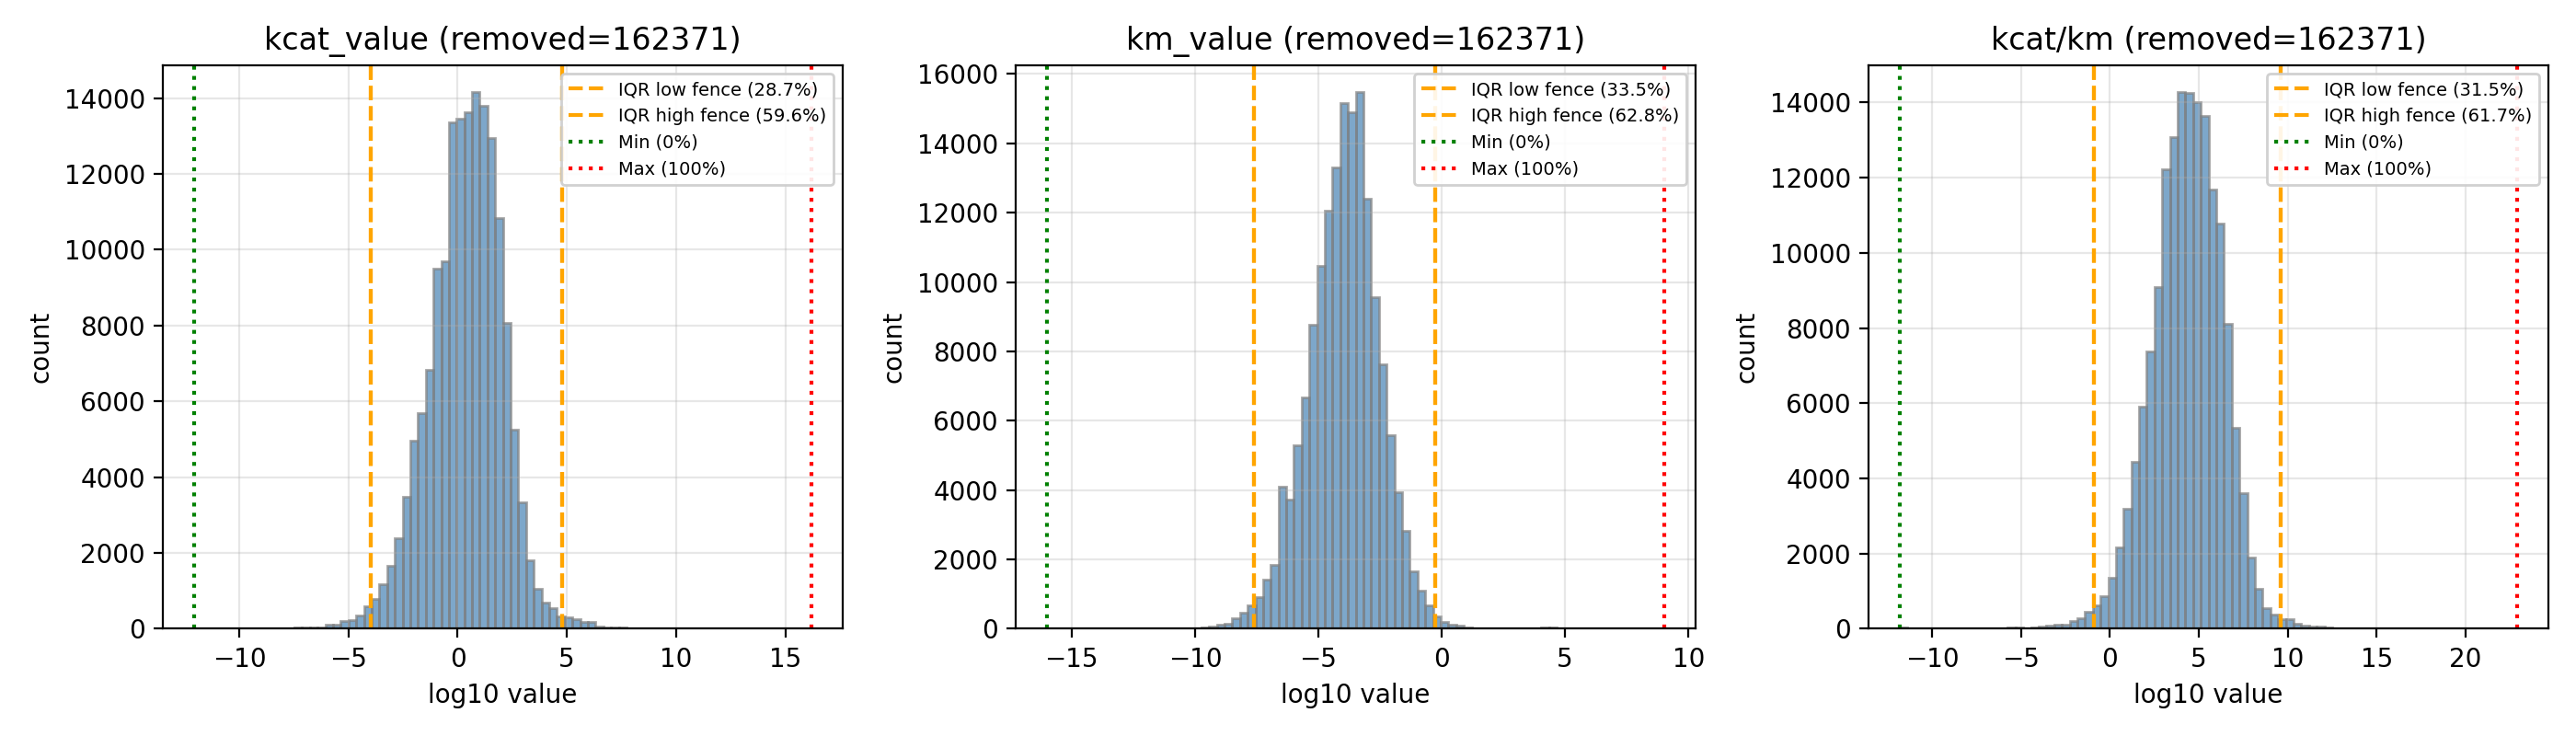 kcat_value (removed=162371)
IQR low fence (28.7%)
IQR high fence (59.6%)
Min (0%)
Max (100%)
count
14000
12000
10000
8000
6000
4000
2000
0
−10
−5
0
5
10
15
log10 value
km_value (removed=162371)
IQR low fence (33.5%)
IQR high fence (62.8%)
Min (0%)
Max (100%)
count
16000
14000
12000
10000
8000
6000
4000
2000
0
−15
−10
−5
0
5
10
log10 value
kcat/km (removed=162371)
IQR low fence (31.5%)
IQR high fence (61.7%)
Min (0%)
Max (100%)
count
14000
12000
10000
8000
6000
4000
2000
0
−10
−5
0
5
10
15
20
log10 value